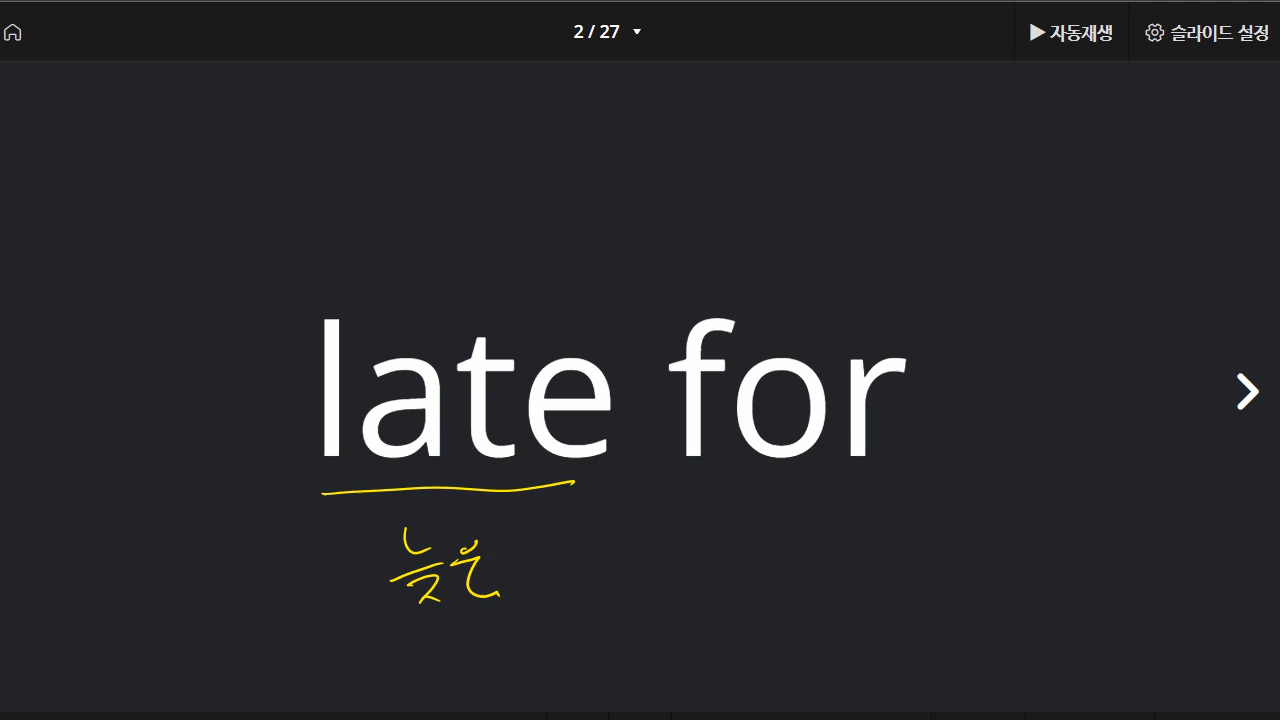 2 / 27
자동재생
슬라이드 설정
late for
늦은